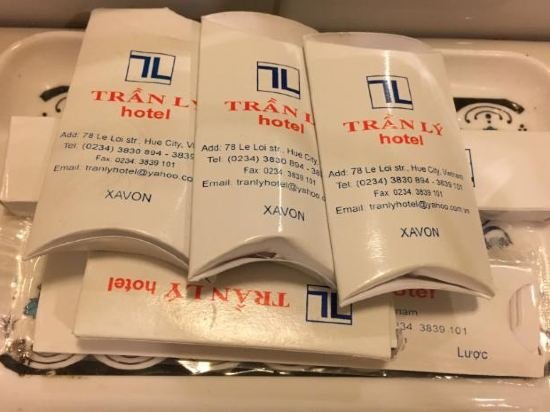 TL
TRẦN LÝ
hotel
Add: 78 Le Loi str., Hue City,
Tel: (0234) 3830 894 - 3839
Fax: 0234. 3839.101
Email: tranlyhotel@yahoo.co
XAVON
TL
TRẦN LÝ
hotel
Add: 78 Le Loi str., Hue City,
Tel: (0234) 3830 894 -
Fax: 0234. 3839.101
Email: tranlyhotel@yahoo.
XAVON
TL
TRẦN LÝ
hotel
Add: 78 Le Loi str., Hue City, Vietnam
Tel: (0234) 3830 894 - 3839 101
Fax: 0234. 3839.101
Email: tranlyhotel@yahoo.com.vn
XAVON
TL
TRẦN LÝ hotel
hotel
nam
0234. 3839.101
Lược